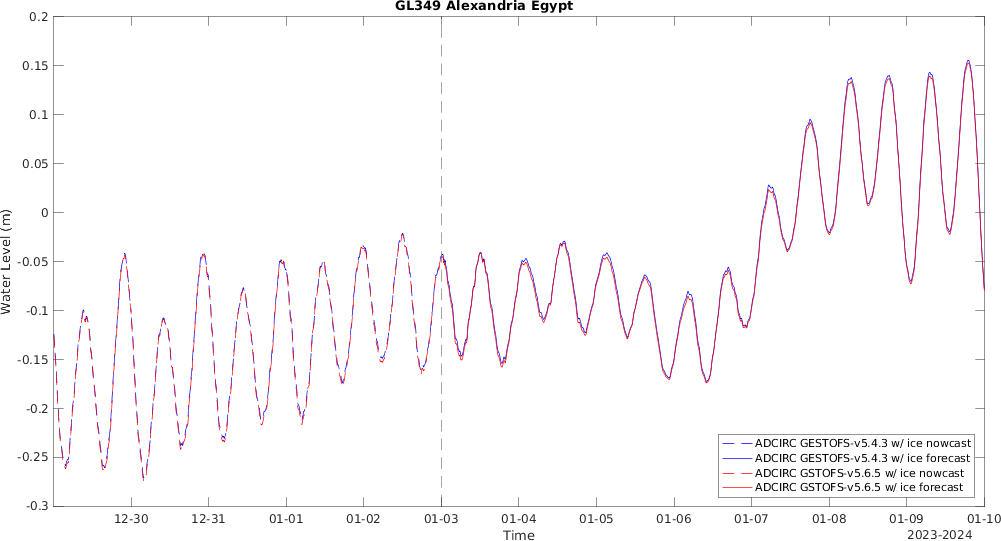 GL349 Alexandria Egypt
0.2
0.15
0.1
0.05
0
-0.05
-0.1
-0.15
-0.2
-0.25
-0.3
Water Level (m)
ADCIRC GESTOFS-v5.4.3 w/ ice nowcast
ADCIRC GESTOFS-v5.4.3 w/ ice forecast
ADCIRC GSTOFS-v5.6.5 w/ ice nowcast
ADCIRC GSTOFS-v5.6.5 w/ ice forecast
12-30 12-31 01-01 01-02 01-03 01-04 01-05 01-06 01-07 01-08 01-09 01-10
Time
2023-2024